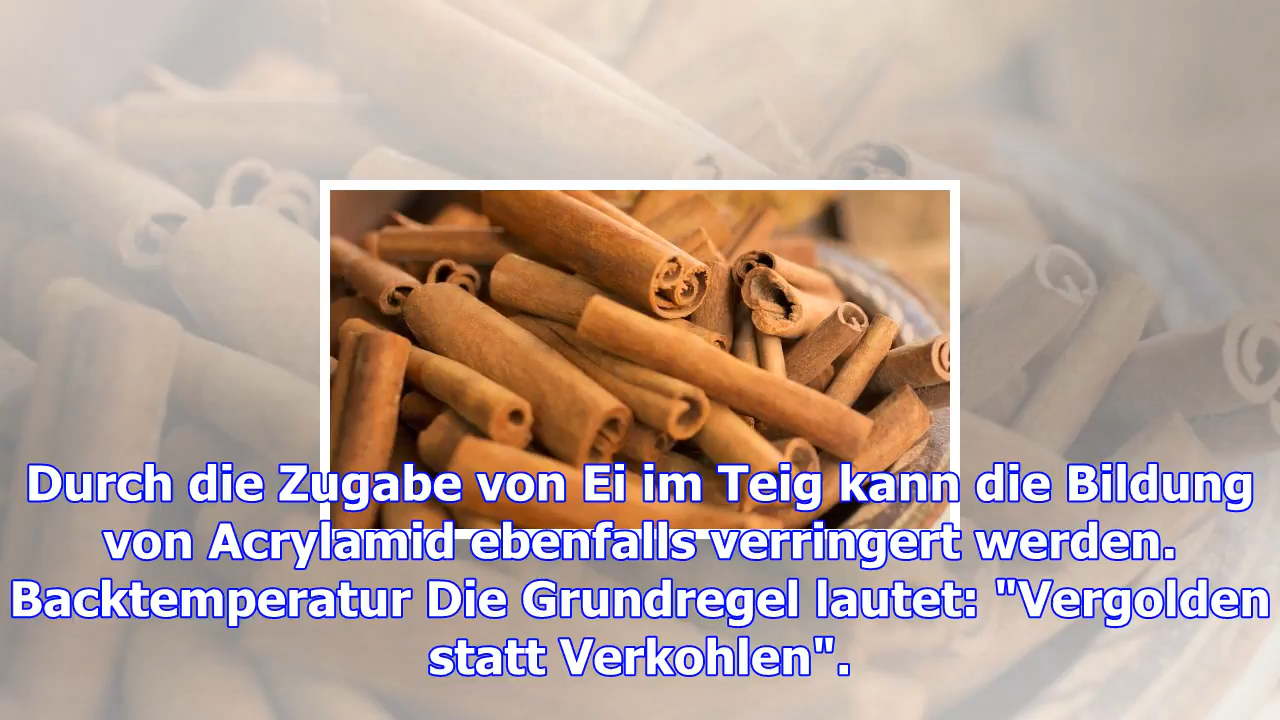 Durch die Zugabe von Ei im Teig kann die Bildung
von Acrylamid ebenfalls verringert werden.
Backtemperatur Die Grundregel lautet: "Vergolden
statt Verkohlen".